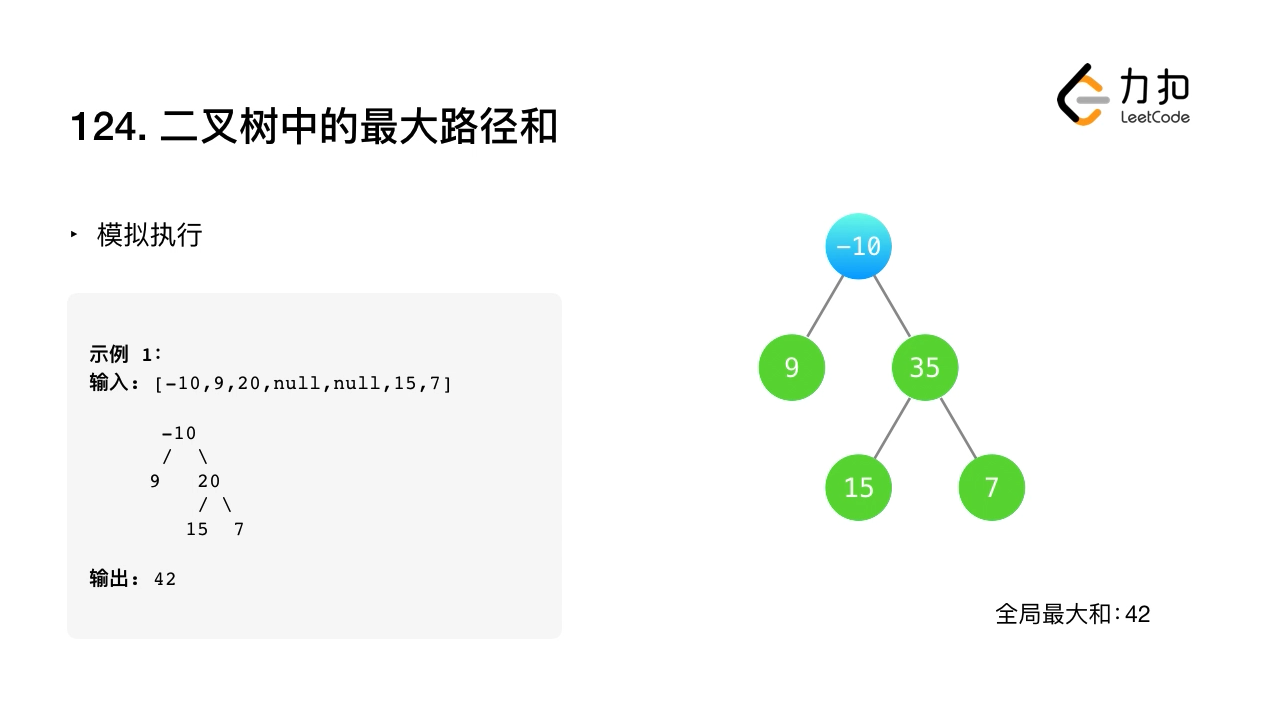 力扣
LeetCode
124. 二叉树中的最大路径和
‣ 模拟执行
示例 1:
输入: [-10,9,20,null,null,15,7]
-10
/ \
9 20
/ \
15 7
输出: 42
-10
9 35
15 7
全局最大和: 42